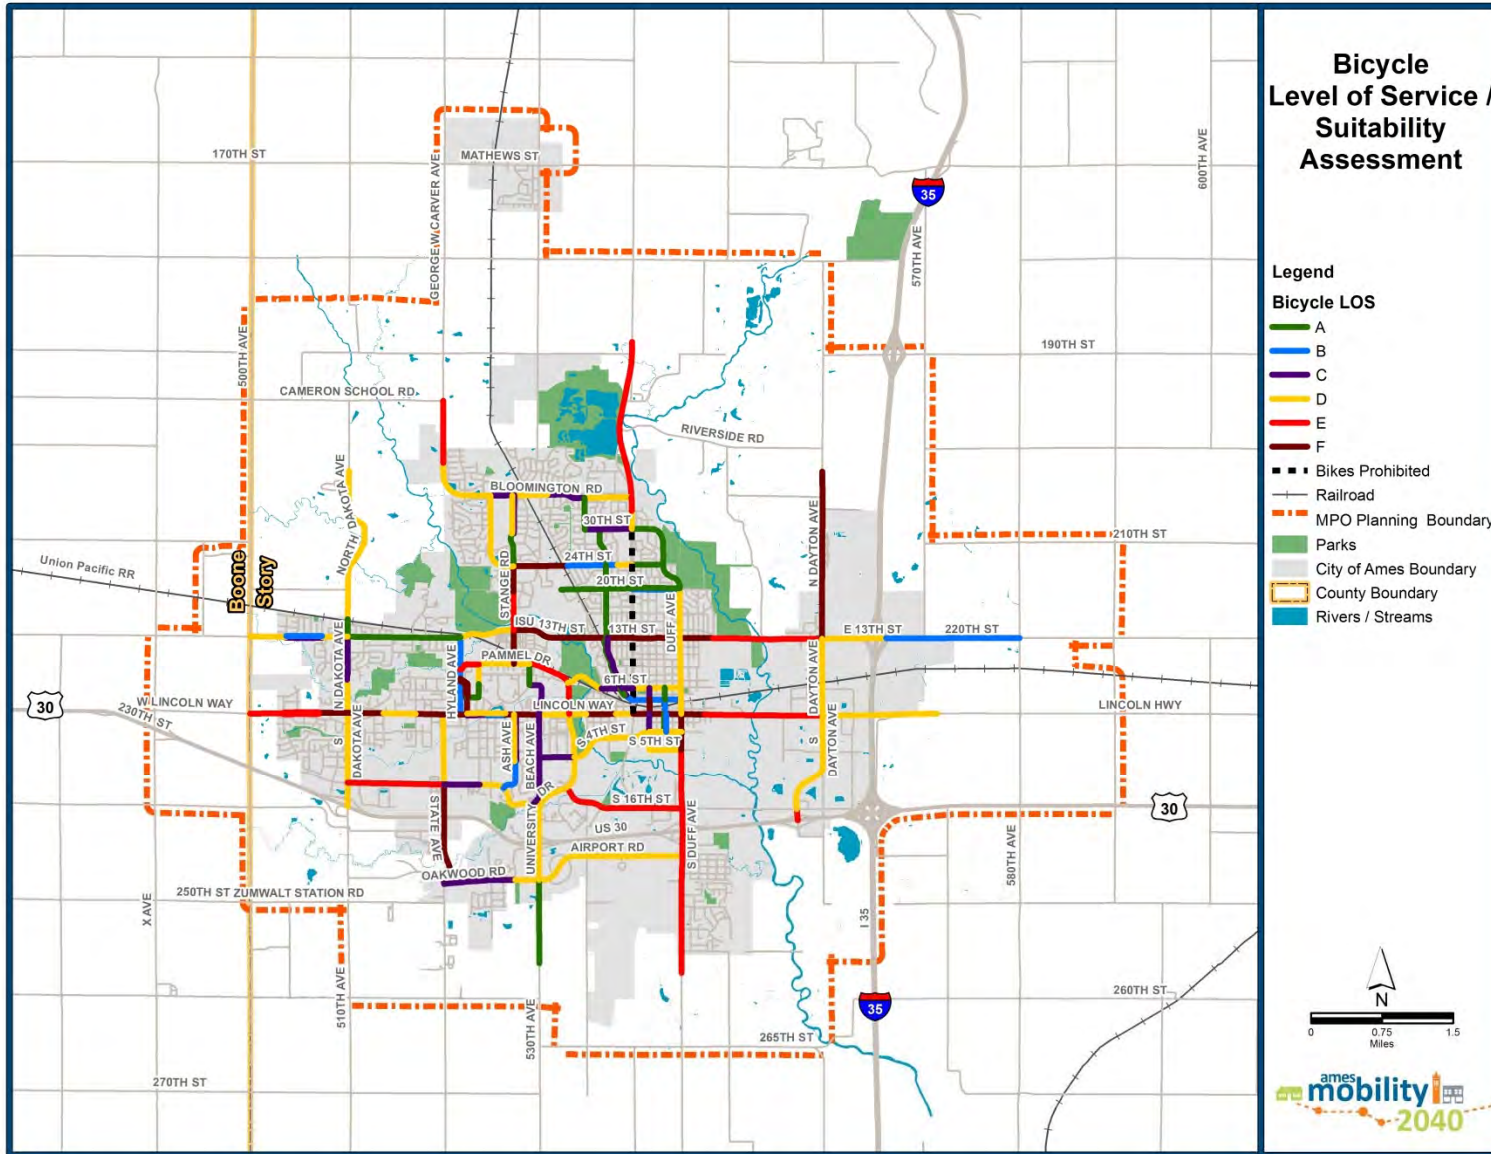 Bicycle
Level of Service /
Suitability
Assessment
Legend
Bicycle LOS
A
B
C
D
E
F
Bikes Prohibited
Railroad
MPO Planning Boundary
Parks
City of Ames Boundary
County Boundary
Rivers / Streams
N
0 0.75 1.5
Miles
ames
mobility
2040
170TH ST
MATHEWS ST
GEORGE W CARVER AVE
600TH AVE
35
570TH AVE
500TH AVE
190TH ST
CAMERON SCHOOL RD
RIVERSIDE RD
NORTH DAKOTA AVE
BLOOMINGTON RD
30TH ST
N DAYTON AVE
210TH ST
Union Pacific RR
Boone
Story
24TH ST
STANGE RD
20TH ST
DUFF AVE
ISU 13TH ST
13TH ST
E 13TH ST
220TH ST
N DAKOTA AVE
HYLAND AVE
PAMMEL DR
6TH ST
S DAYTON AVE
30
W LINCOLN WAY
230TH ST
LINCOLN WAY
LINCOLN HWY
S DAKOTA AVE
ASH AVE
BEACH AVE
S 4TH ST
S 5TH ST
DAYTON AVE
STATE AVE
UNIVERSITY DR
S 16TH ST
30
US 30
S DUFF AVE
AIRPORT RD
OAKWOOD RD
580TH AVE
250TH ST ZUMWALT STATION RD
X AVE
I 35
510TH AVE
530TH AVE
35
260TH ST
265TH ST
270TH ST